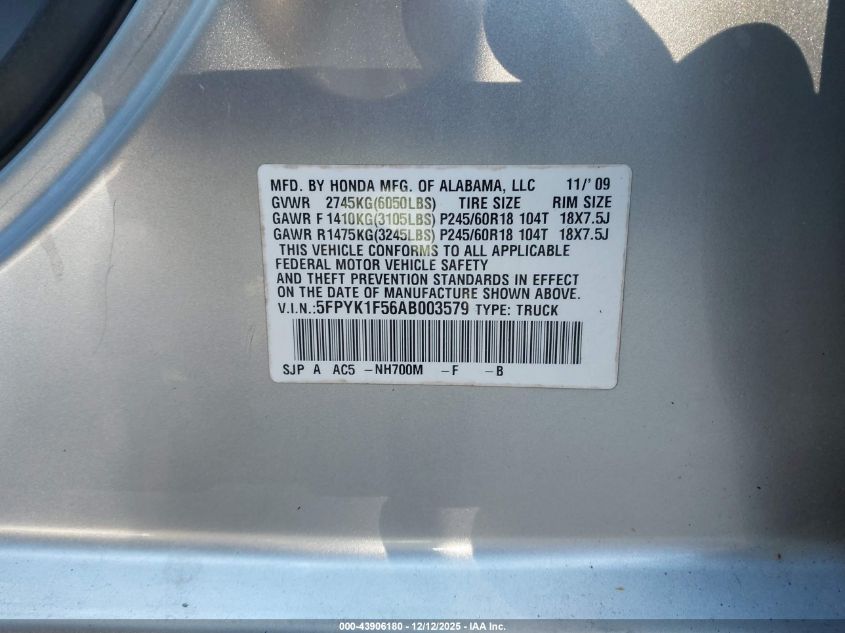 MFD. BY HONDA MFG. OF ALABAMA, LLC 11/' 09
GVWR 2745KG(6050LBS) TIRE SIZE RIM SIZE
GAWR F 1410KG(3105LBS) P245/60R18 104T 18X7.5J
GAWR R1475KG(3245LBS) P245/60R18 104T 18X7.5J
THIS VEHICLE CONFORMS TO ALL APPLICABLE
FEDERAL MOTOR VEHICLE SAFETY
AND THEFT PREVENTION STANDARDS IN EFFECT
ON THE DATE OF MANUFACTURE SHOWN ABOVE.
V.I.N.:5FPYK1F56AB003579 TYPE: TRUCK
SJP A AC5 -NH700M -F -B
000-43906180 - 12/12/2025 - IAA Inc.